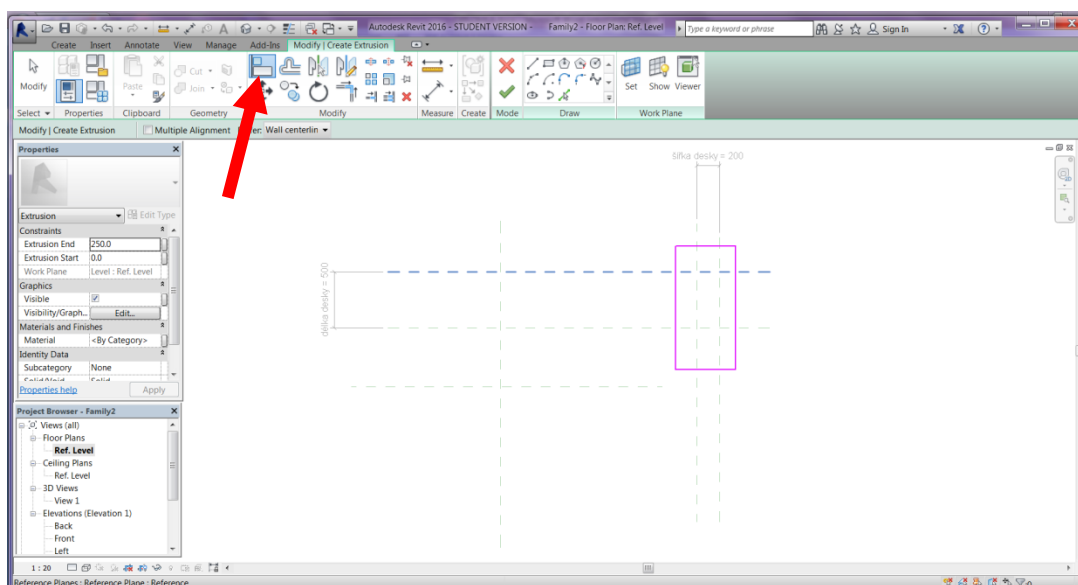 Autodesk Revit 2016 - STUDENT VERSION - Family2 - Floor Plan: Ref. Level
Type a keyword or phrase
Sign In
Create Insert Annotate View Manage Add-Ins Modify | Create Extrusion
Modify
Paste
Cut
Join
Set Show Viewer
Select Properties Clipboard Geometry Modify Measure Create Mode Draw Work Plane
Modify | Create Extrusion Multiple Alignment Wall centerlin
Properties
Extrusion Edit Type
Constraints
Extrusion End 250.0
Extrusion Start 0.0
Work Plane Level : Ref. Level
Graphics
Visible
Visibility/Graph... Edit...
Materials and Finishes
Material <By Category>
Identity Data
Subcategory None
Solid/Void Solid
Properties help Apply
Project Browser - Family2
Views (all)
Floor Plans
Ref. Level
Ceiling Plans
Ref. Level
3D Views
View 1
Elevations (Elevation 1)
Back
Front
Left
šířka desky = 200
délka desky = 500
1 : 20
Reference Planes : Reference Plane : Reference